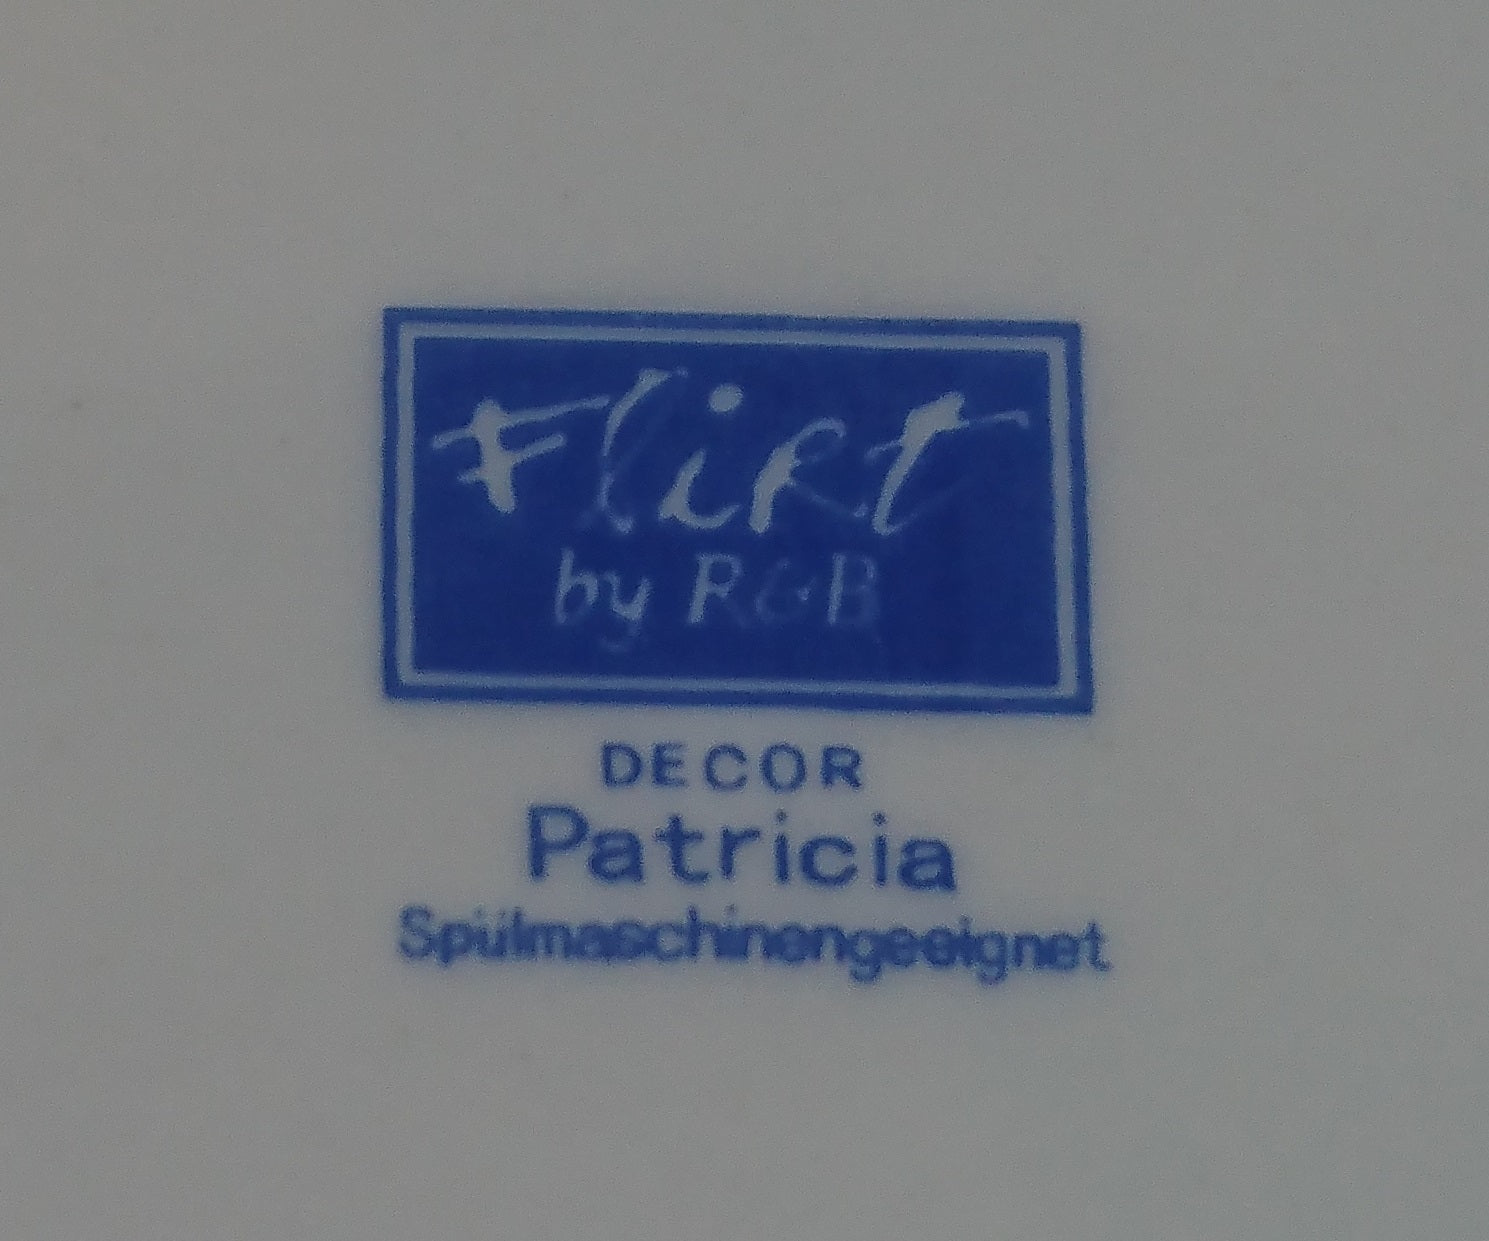 Flirt
by R&B
DECOR
Patricia
Spülmaschinengeeignet